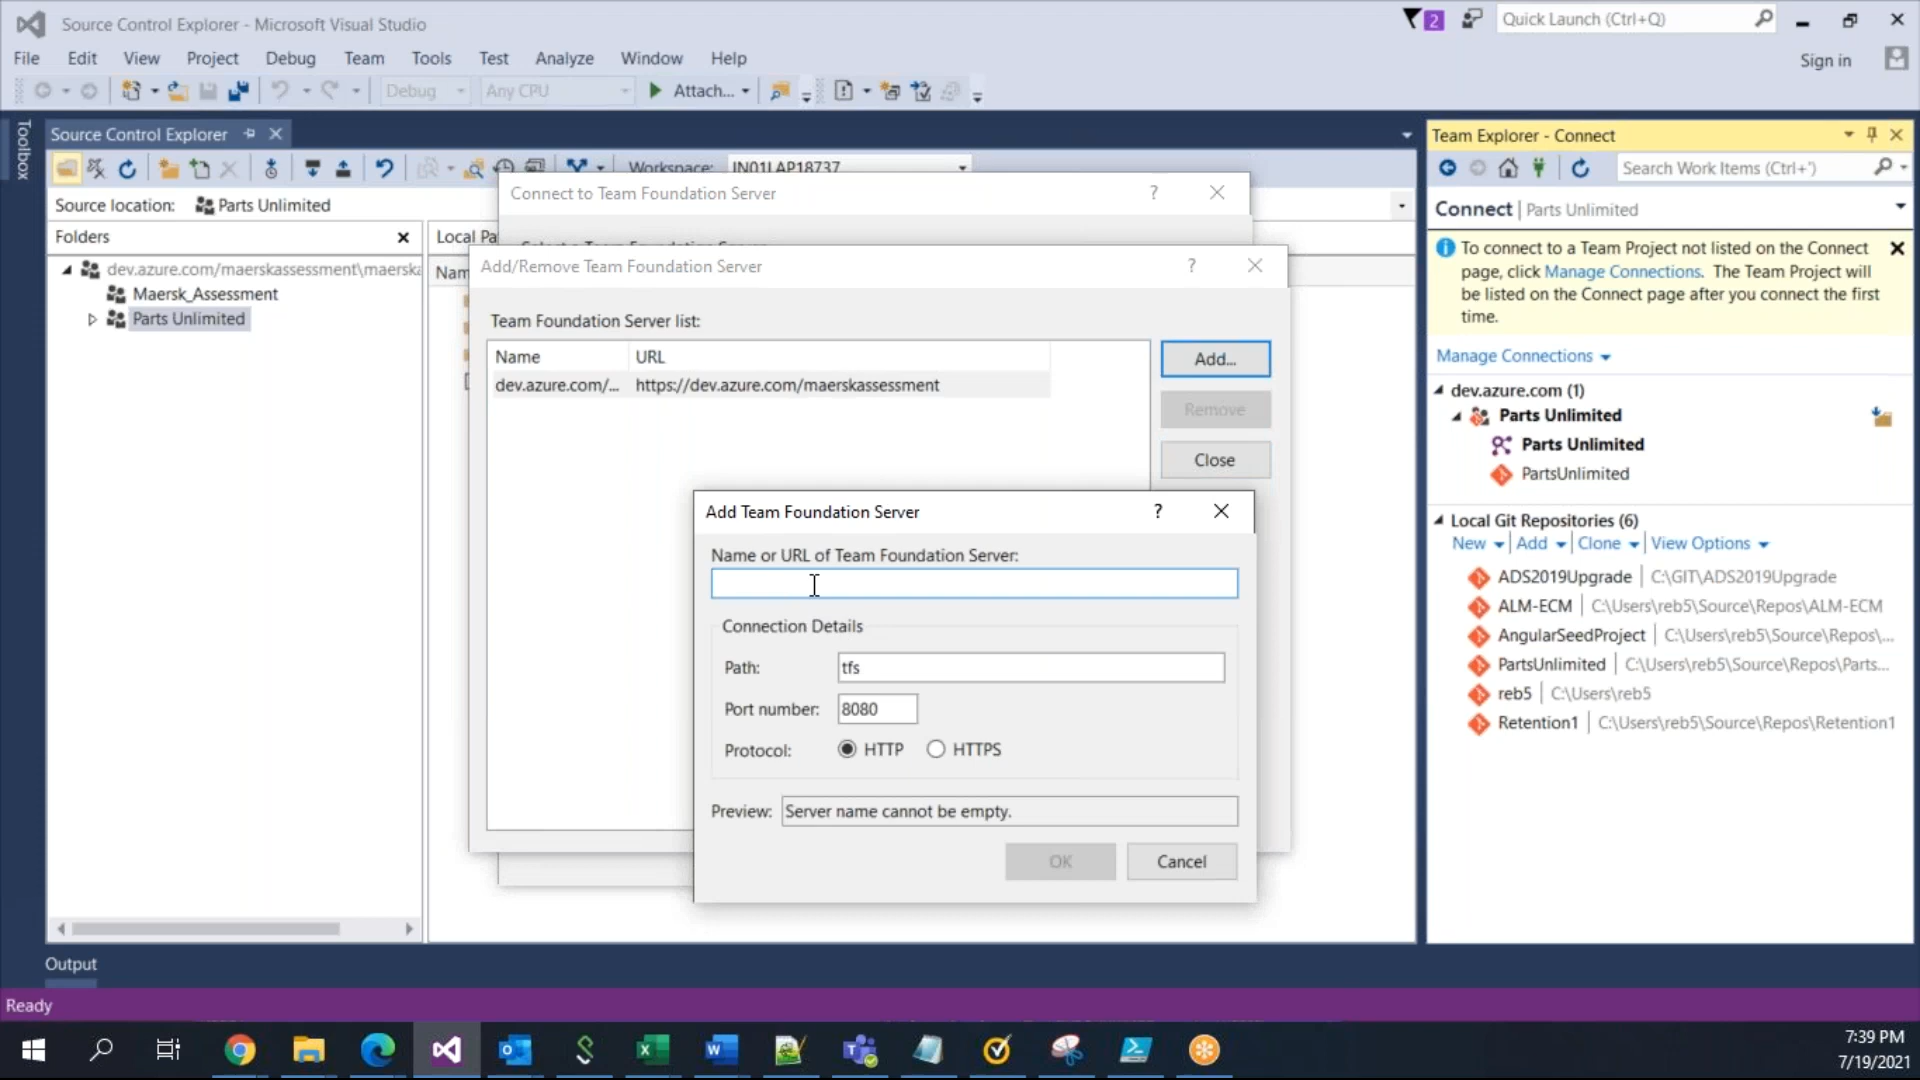 Source Control Explorer - Microsoft Visual Studio
2
Quick Launch (Ctrl+Q)
File Edit View Project Debug Team Tools Test Analyze Window Help
Sign in
Debug Any CPU Attach...
Toolbox
Source Control Explorer
Workspace: IN01LAP18737
Source location: Parts Unlimited
Folders
dev.azure.com/maerskassessment\maerska
Maersk_Assessment
Parts Unlimited
Local Pa
Nam
Connect to Team Foundation Server
?
Add/Remove Team Foundation Server
?
Team Foundation Server list:
Name URL
dev.azure.com/... https://dev.azure.com/maerskassessment
Add...
Remove
Close
Add Team Foundation Server
?
Name or URL of Team Foundation Server:
Connection Details
Path: tfs
Port number: 8080
Protocol: HTTP HTTPS
Preview: Server name cannot be empty.
OK Cancel
Team Explorer - Connect
Search Work Items (Ctrl+')
Connect | Parts Unlimited
To connect to a Team Project not listed on the Connect
page, click Manage Connections. The Team Project will
be listed on the Connect page after you connect the first
time.
Manage Connections
dev.azure.com (1)
Parts Unlimited
Parts Unlimited
PartsUnlimited
Local Git Repositories (6)
New | Add | Clone | View Options
ADS2019Upgrade | C:\GIT\ADS2019Upgrade
ALM-ECM | C:\Users\reb5\Source\Repos\ALM-ECM
AngularSeedProject | C:\Users\reb5\Source\Repos\...
PartsUnlimited | C:\Users\reb5\Source\Repos\Parts...
reb5 | C:\Users\reb5
Retention1 | C:\Users\reb5\Source\Repos\Retention1
Output
Ready
7:39 PM
7/19/2021